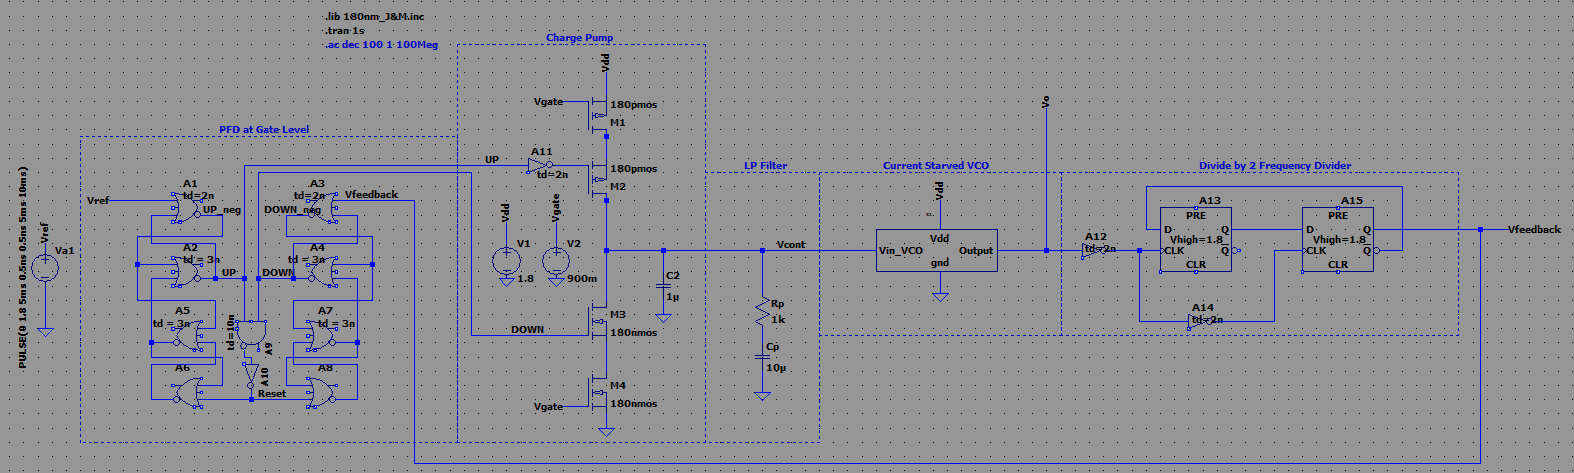 .lib 180nm_J&M.inc
.tran 1s
.ac dec 100 1 100Meg
Charge Pump
Vdd
Vgate
180pmos
M1
PFD at Gate Level
UP
A11
td=2n
180pmos
M2
LP Filter
Current Starved VCO
Divide by 2 Frequency Divider
Vo
PULSE(0 1.8 5ms 0.5ns 0.5ns 5ms 10ms)
Vref
Va1
Vref
A1
td=2n
UP_neg
A3
td=2n
DOWN_neg
Vfeedback
A2
td = 3n
UP
A4
td = 3n
DOWN
A5
td = 3n
A7
td = 3n
td=10n
A9
A6
A10
Reset
A8
Vdd
V1
1.8
Vgate
V2
900m
DOWN
M3
180nmos
Vgate
M4
180nmos
C2
1µ
Vcont
Rp
1k
Cp
10µ
Vdd
X1
Vin_VCO
Vdd
Output
gnd
A12
td=2n
A13
PRE
D
Q
Vhigh=1.8
CLK
Q
CLR
A14
td=2n
A15
PRE
D
Q
Vhigh=1.8
CLK
Q
CLR
Vfeedback